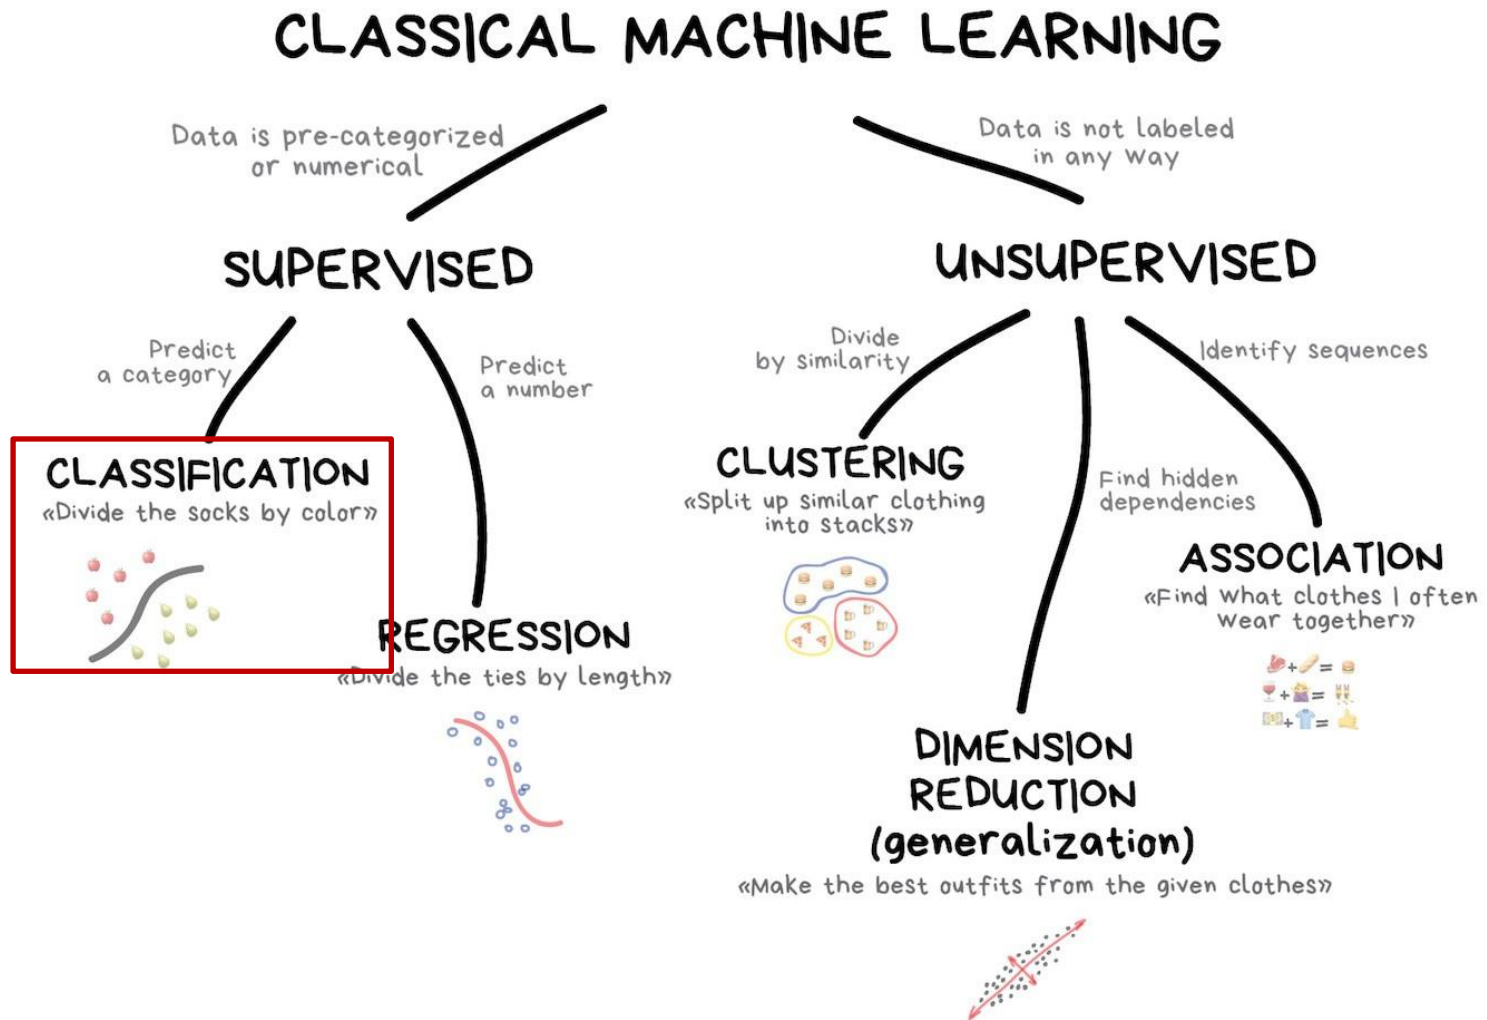 CLASSICAL MACHINE LEARNING
Data is pre-categorized
or numerical
Data is not labeled
in any way
SUPERVISED
UNSUPERVISED
Predict
a category
Predict
a number
Divide
by similarity
Identify sequences
CLASSIFICATION
«Divide the socks by color»
CLUSTERING
«Split up similar clothing
into stacks»
Find hidden
dependencies
ASSOCIATION
«Find what clothes I often
wear together»
REGRESSION
«Divide the ties by length»
+ =
+ =
+ =
DIMENSION
REDUCTION
(generalization)
«Make the best outfits from the given clothes»